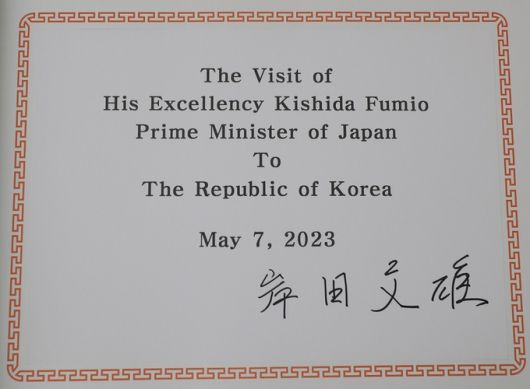 The Visit of
His Excellency Kishida Fumio
Prime Minister of Japan
To
The Republic of Korea
May 7, 2023
岸田文雄